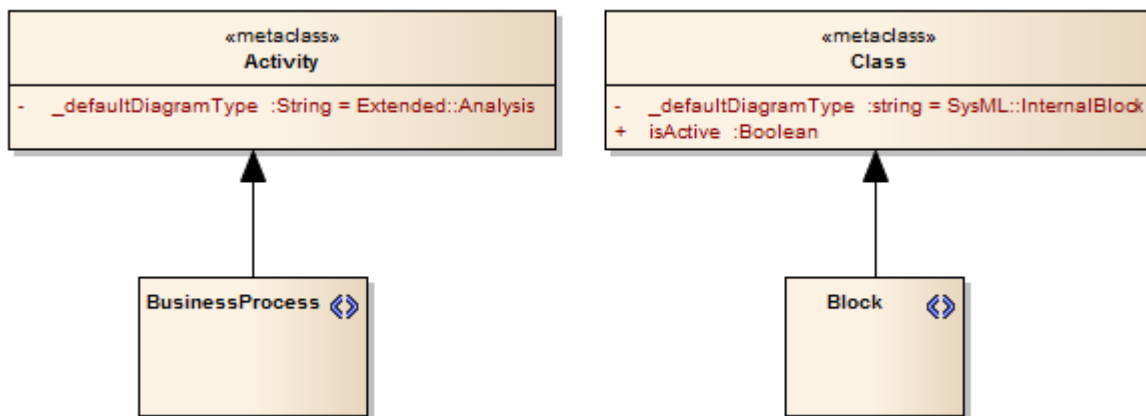 «metaclass»
Activity
- _defaultDiagramType :String = Extended::Analysis
«metaclass»
Class
- _defaultDiagramType :string = SysML::InternalBlock
+ isActive :Boolean
BusinessProcess
Block